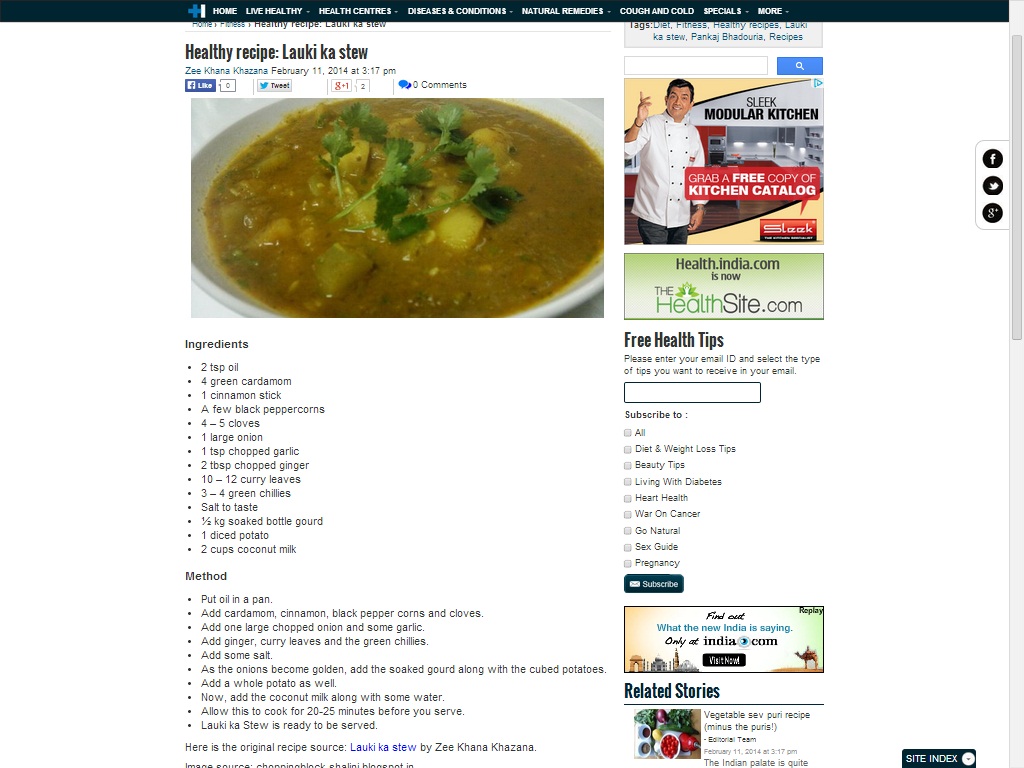 HOME LIVE HEALTHY HEALTH CENTRES DISEASES & CONDITIONS NATURAL REMEDIES COUGH AND COLD SPECIALS MORE
Home › Fitness › Healthy recipe: Lauki ka stew
Healthy recipe: Lauki ka stew
Zee Khana Khazana February 11, 2014 at 3:17 pm
Like 0 Tweet g+1 2 0 Comments
Ingredients
• 2 tsp oil
• 4 green cardamom
• 1 cinnamon stick
• A few black peppercorns
• 4 – 5 cloves
• 1 large onion
• 1 tsp chopped garlic
• 2 tbsp chopped ginger
• 10 – 12 curry leaves
• 3 – 4 green chillies
• Salt to taste
• ½ kg soaked bottle gourd
• 1 diced potato
• 2 cups coconut milk
Method
• Put oil in a pan.
• Add cardamom, cinnamon, black pepper corns and cloves.
• Add one large chopped onion and some garlic.
• Add ginger, curry leaves and the green chillies.
• Add some salt.
• As the onions become golden, add the soaked gourd along with the cubed potatoes.
• Add a whole potato as well.
• Now, add the coconut milk along with some water.
• Allow this to cook for 20-25 minutes before you serve.
• Lauki ka Stew is ready to be served.
Here is the original recipe source: Lauki ka stew by Zee Khana Khazana.
Image source: choppingblock-shalini.blogspot.in
Tags:Diet, Fitness, Healthy recipes, Lauki
ka stew, Pankaj Bhadouria, Recipes
SLEEK
MODULAR KITCHEN
GRAB A FREE COPY OF
KITCHEN CATALOG
Sleek
THE KITCHEN SPECIALIST
Health.india.com
is now
THE
HealthSite.com
Free Health Tips
Please enter your email ID and select the type
of tips you want to receive in your email.
Subscribe to :
All
Diet & Weight Loss Tips
Beauty Tips
Living With Diabetes
Heart Health
War On Cancer
Go Natural
Sex Guide
Pregnancy
Subscribe
Replay
Find out
What the new India is saying.
Only at india.com
Visit Now!
Related Stories
Vegetable sev puri recipe
(minus the puris!)
- Editorial Team
February 11, 2014 at 3:17 pm
The Indian palate is quite
f
g+
SITE INDEX